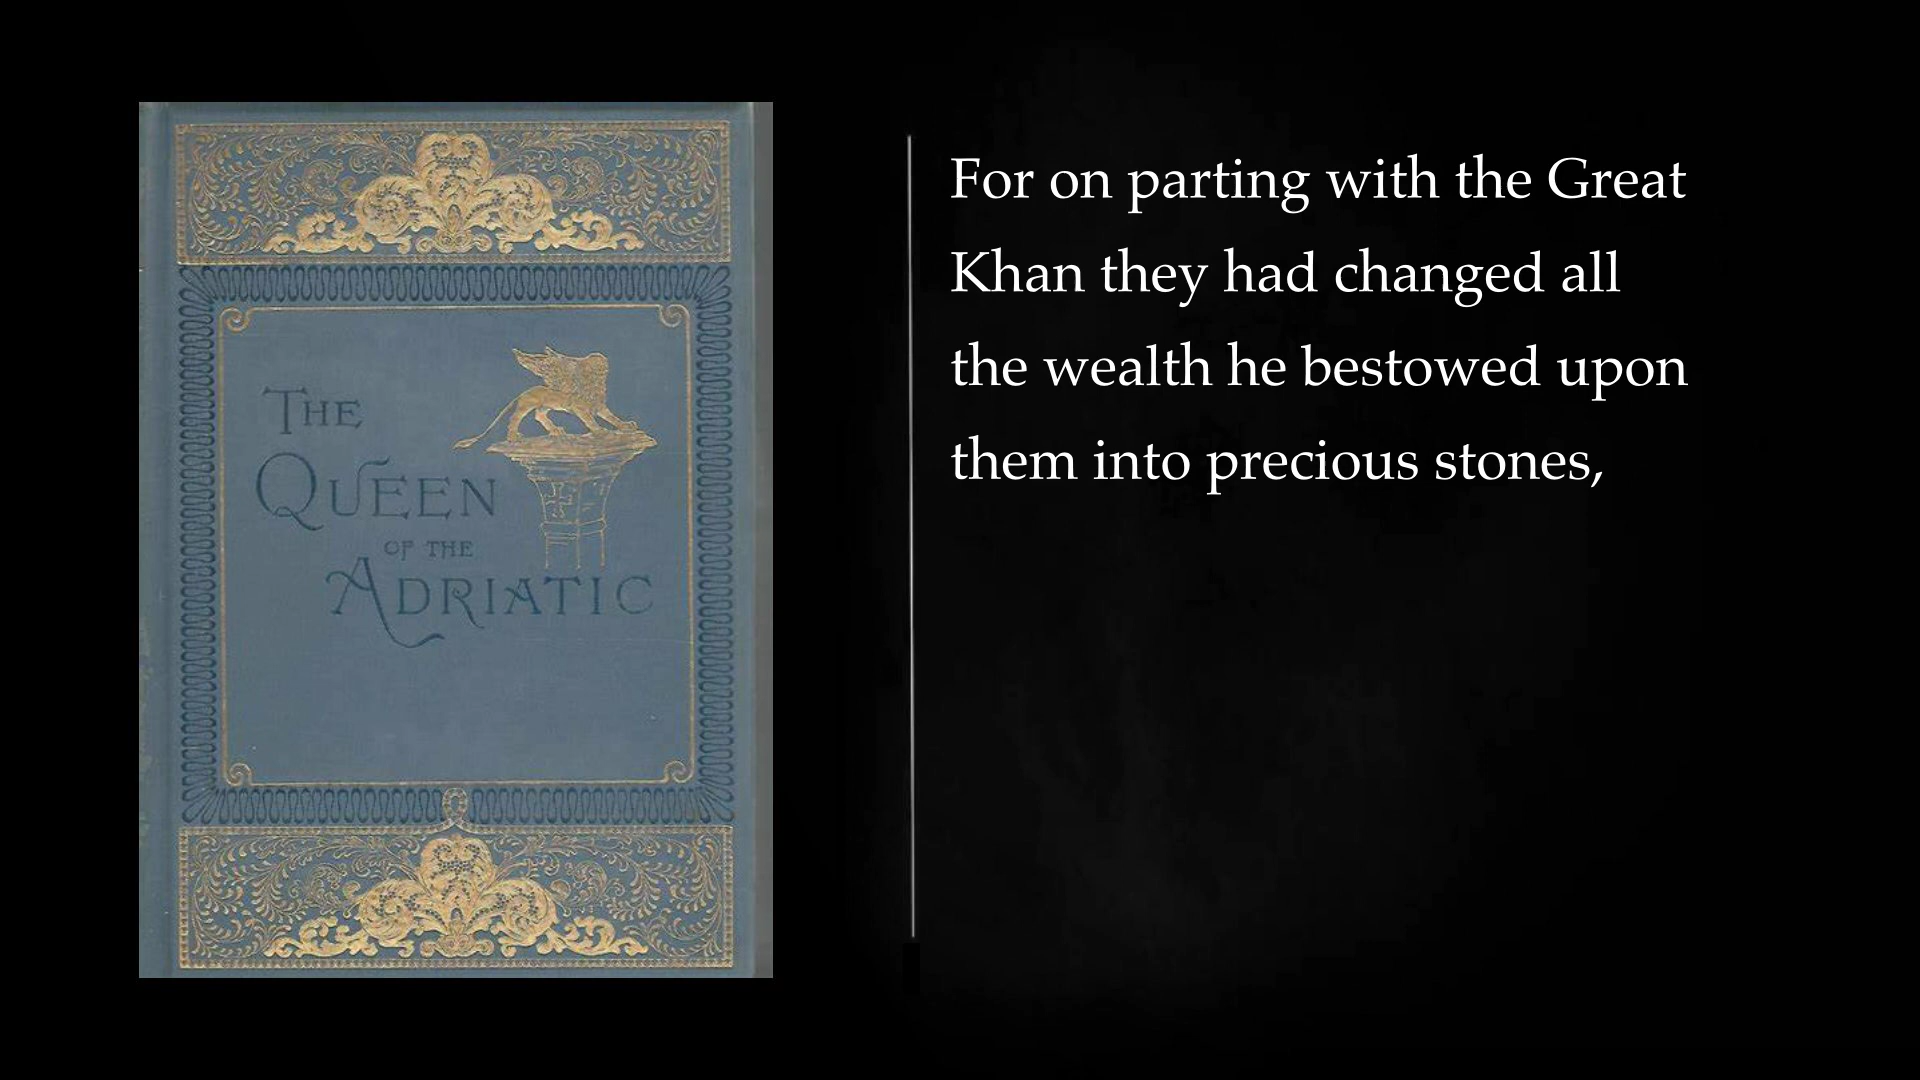 The
Queen
of the
Adriatic
For on parting with the Great
Khan they had changed all
the wealth he bestowed upon
them into precious stones,